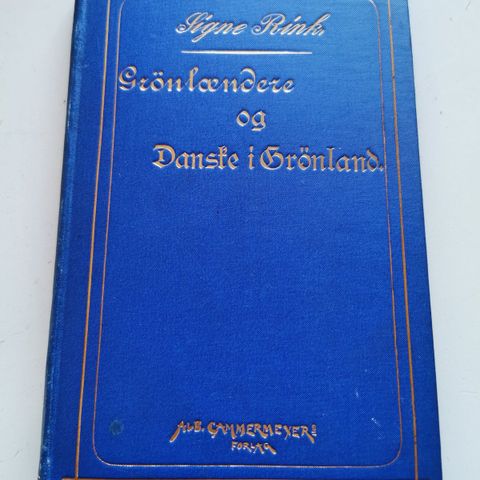 Signe Rink.
Grönlændere
og
Danske i Grönland.
Alb. Cammermeyers
Forlag